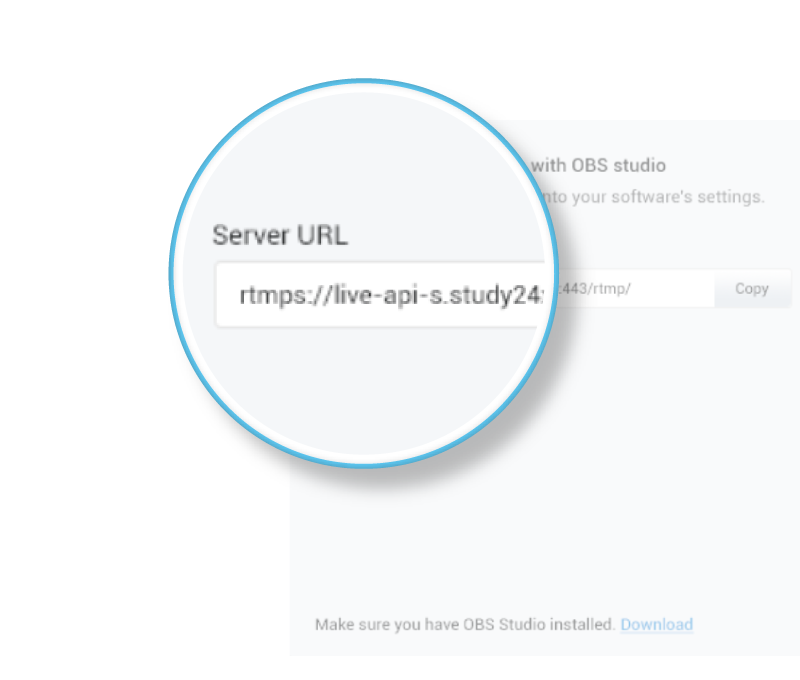 with OBS studio
into your software's settings.
Server URL
rtmps://live-api-s.study24
:443/rtmp/
Copy
Make sure you have OBS Studio installed. Download